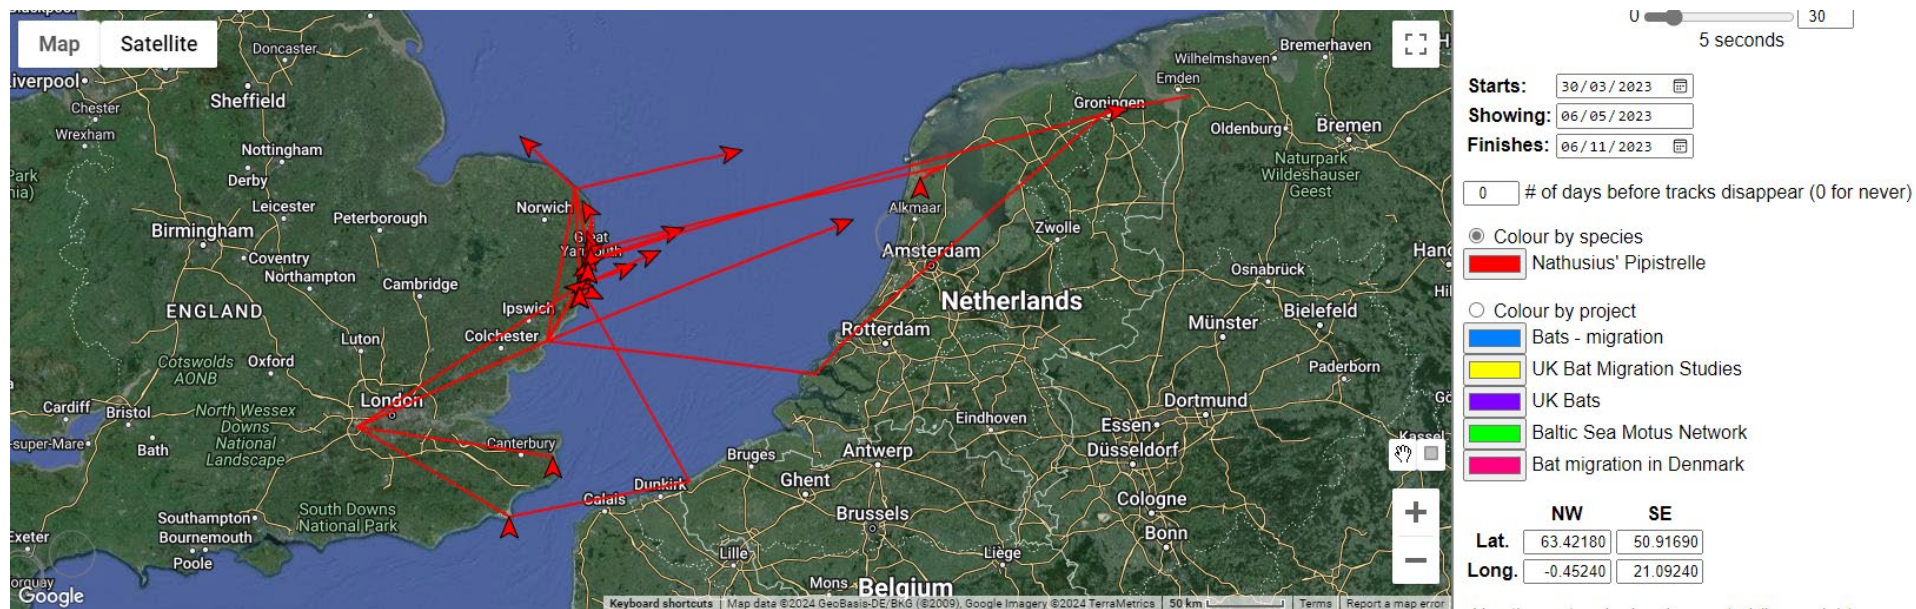 Map
Satellite
Doncaster
Liverpool
Sheffield
Chester
Wrexham
Nottingham
Derby
Leicester
Peterborough
Norwich
Birmingham
Coventry
Northampton
Cambridge
Great
Yarmouth
ENGLAND
Ipswich
Colchester
Luton
Cotswolds
AONB
Oxford
London
Cardiff
Bristol
North Wessex
Downs
National
Landscape
-super-Mare
Bath
Canterbury
South Downs
National Park
Southampton
Bournemouth
Exeter
Poole
orquay
Google
Bremerhaven
Wilhelmshaven
Emden
Groningen
Oldenburg
Bremen
Naturpark
Wildeshauser
Geest
Alkmaar
Amsterdam
Zwolle
Osnabrück
Netherlands
Münster
Bielefeld
Rotterdam
Paderborn
Dortmund
Eindhoven
Essen
Düsseldorf
Kassel
Bruges
Antwerp
Ghent
Dunkirk
Calais
Cologne
Brussels
Bonn
Lille
Liège
Mons
Belgium
Keyboard shortcuts
Map data ©2024 GeoBasis-DE/BKG (©2009), Google Imagery ©2024 TerraMetrics
50 km
Terms
Report a map error
0
30
5 seconds
Starts: 30/03/2023
Showing: 06/05/2023
Finishes: 06/11/2023
0 # of days before tracks disappear (0 for never)
Colour by species
Nathusius' Pipistrelle
Colour by project
Bats - migration
UK Bat Migration Studies
UK Bats
Baltic Sea Motus Network
Bat migration in Denmark
NW SE
Lat. 63.42180 50.91690
Long. -0.45240 21.09240